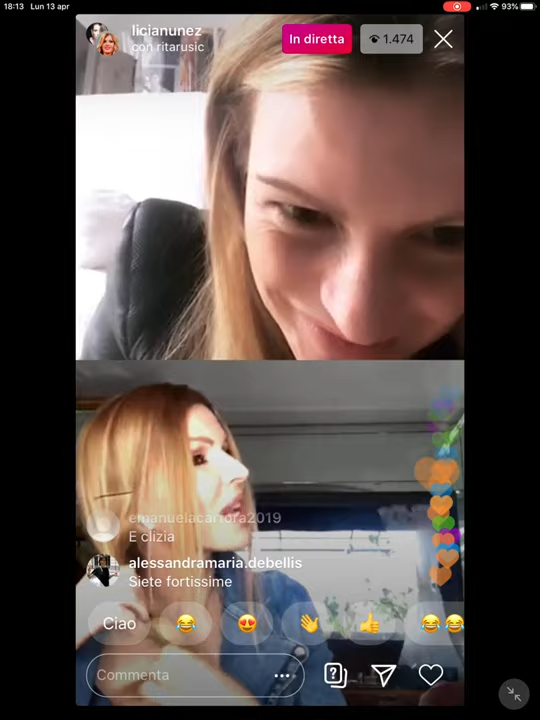 18:13 Lun 13 apr
93%
licianunez
con ritarusic
In diretta
1.474
emanuelacarfora2019
E clizia
alessandramaria.debellis
Siete fortissime
Ciao
Commenta